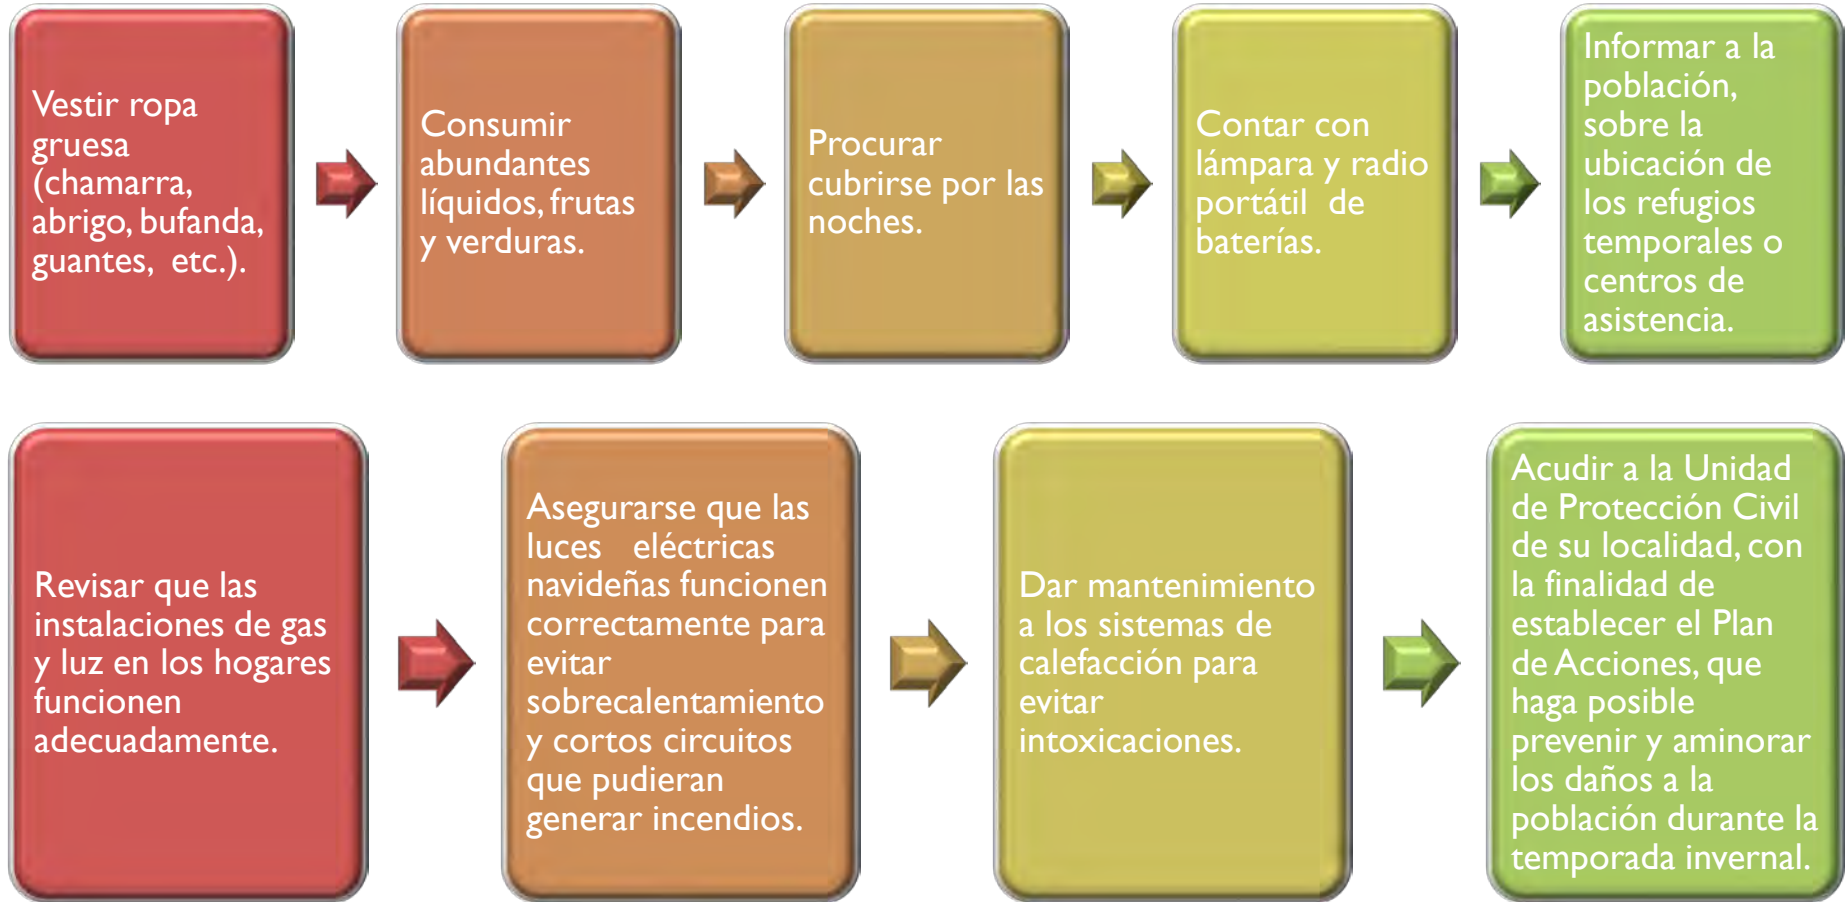 Vestir ropa
gruesa
(chamarra,
abrigo, bufanda,
guantes, etc.).
Consumir
abundantes
líquidos, frutas
y verduras.
Procurar
cubrirse por las
noches.
Contar con
lámpara y radio
portátil de
baterías.
Informar a la
población,
sobre la
ubicación de
los refugios
temporales o
centros de
asistencia.
Revisar que las
instalaciones de gas
y luz en los hogares
funcionen
adecuadamente.
Asegurarse que las
luces eléctricas
navideñas funcionen
correctamente para
evitar
sobrecalentamiento
y cortos circuitos
que pudieran
generar incendios.
Dar mantenimiento
a los sistemas de
calefacción para
evitar
intoxicaciones.
Acudir a la Unidad
de Protección Civil
de su localidad, con
la finalidad de
establecer el Plan
de Acciones, que
haga posible
prevenir y aminorar
los daños a la
población durante la
temporada invernal.